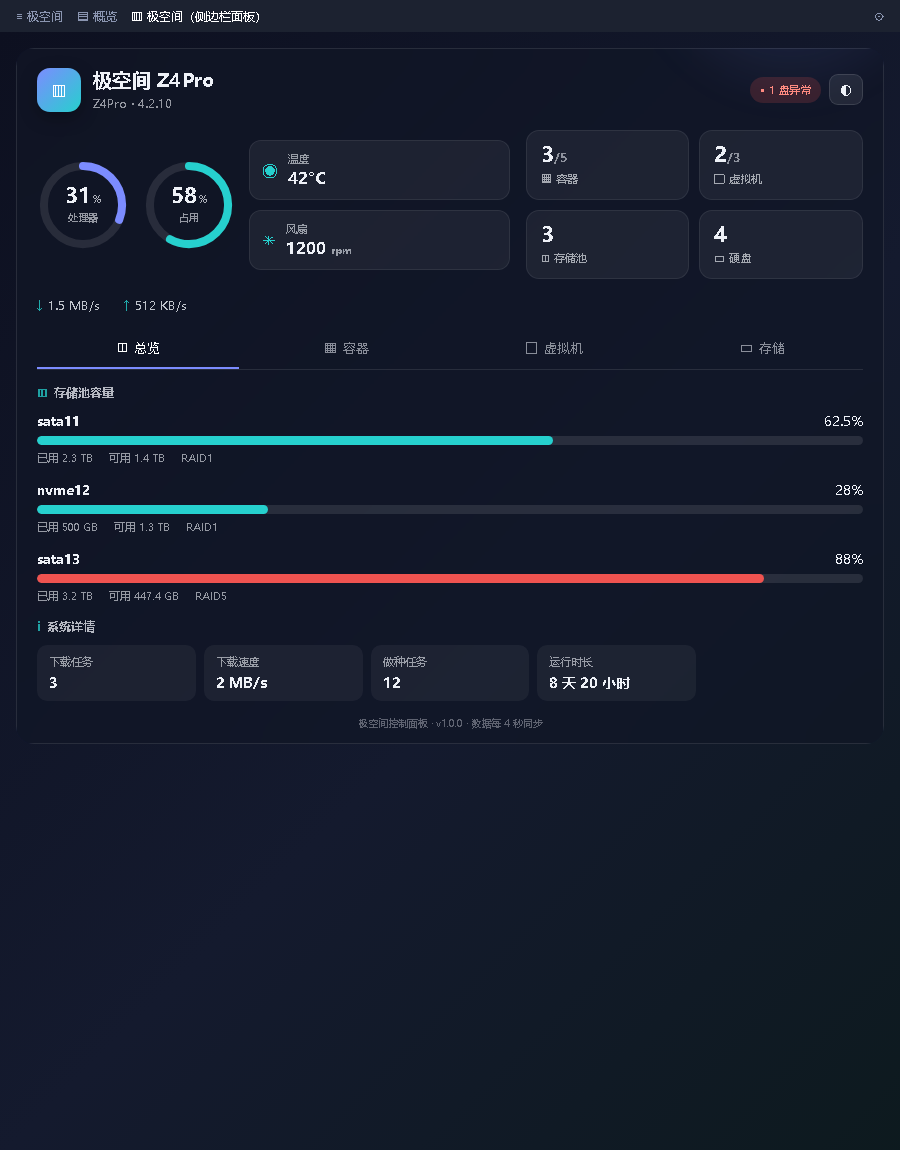 极空间 概览 极空间（侧边栏面板）
极空间 Z4Pro
Z4Pro · 4.2.10
1 盘异常
31%
处理器
58%
占用
温度
42°C
风扇
1200 rpm
3/5
容器
2/3
虚拟机
3
存储池
4
硬盘
↓ 1.5 MB/s ↑ 512 KB/s
总览 容器 虚拟机 存储
存储池容量
sata11 62.5%
已用 2.3 TB 可用 1.4 TB RAID1
nvme12 28%
已用 500 GB 可用 1.3 TB RAID1
sata13 88%
已用 3.2 TB 可用 447.4 GB RAID5
系统详情
下载任务
3
下载速度
2 MB/s
做种任务
12
运行时长
8 天 20 小时
极空间控制面板 · v1.0.0 · 数据每 4 秒同步